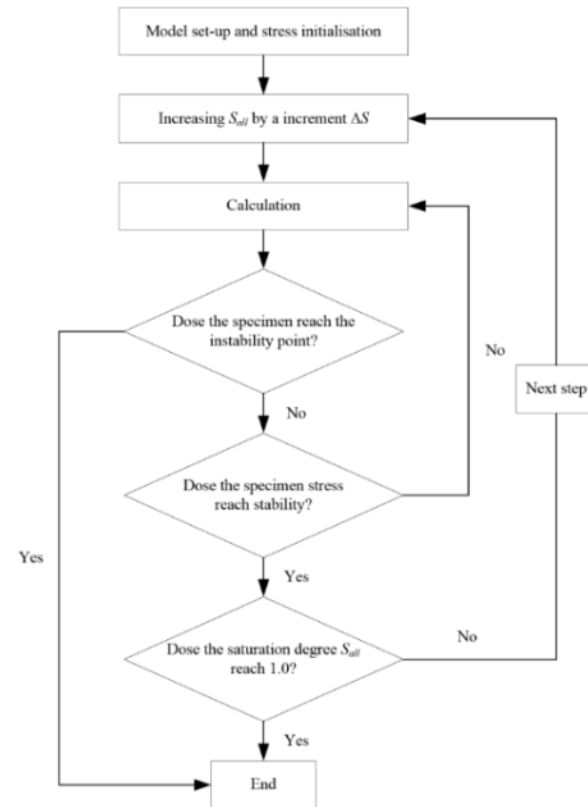 Model set-up and stress initialisation
Increasing Sall by a increment ΔS
Calculation
Dose the specimen reach the
instability point?
No
Next step
No
Dose the specimen stress
reach stability?
Yes
Yes
Dose the saturation degree Sall
reach 1.0?
No
Yes
End